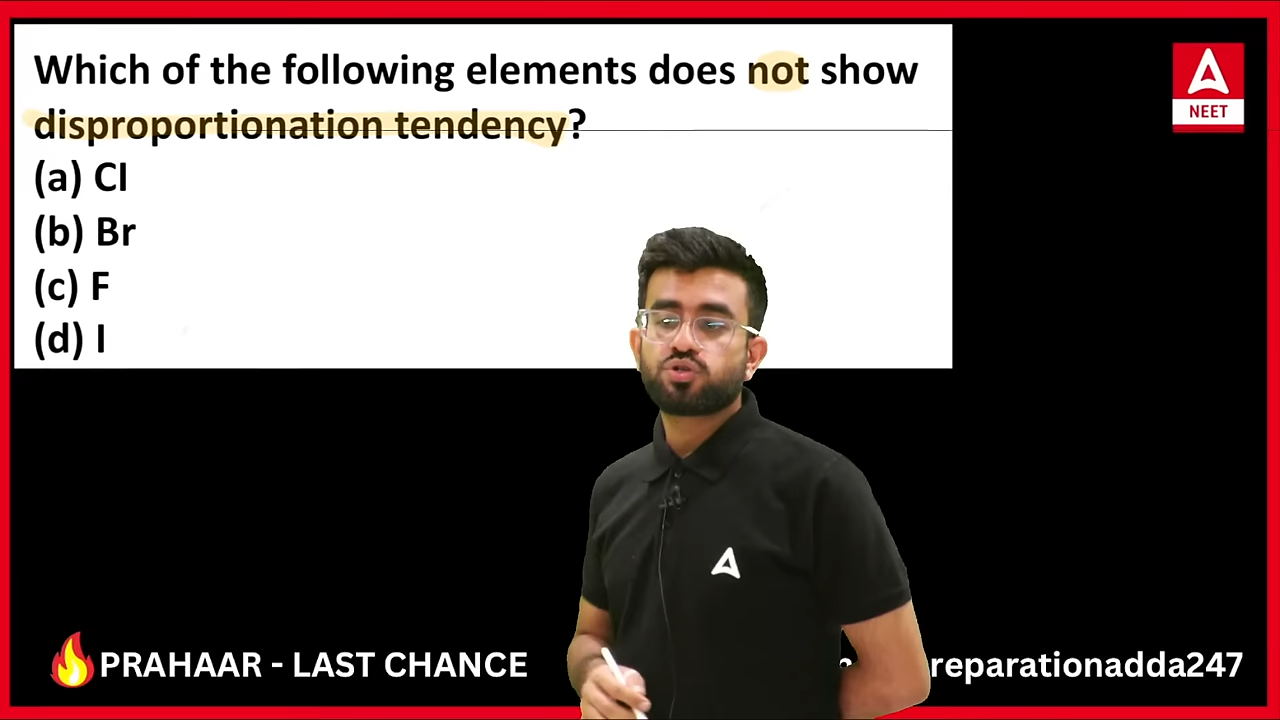 Which of the following elements does not show
disproportionation tendency?
(a) Cl
(b) Br
(c) F
(d) I
NEET
PRAHAAR - LAST CHANCE
reparationadda247